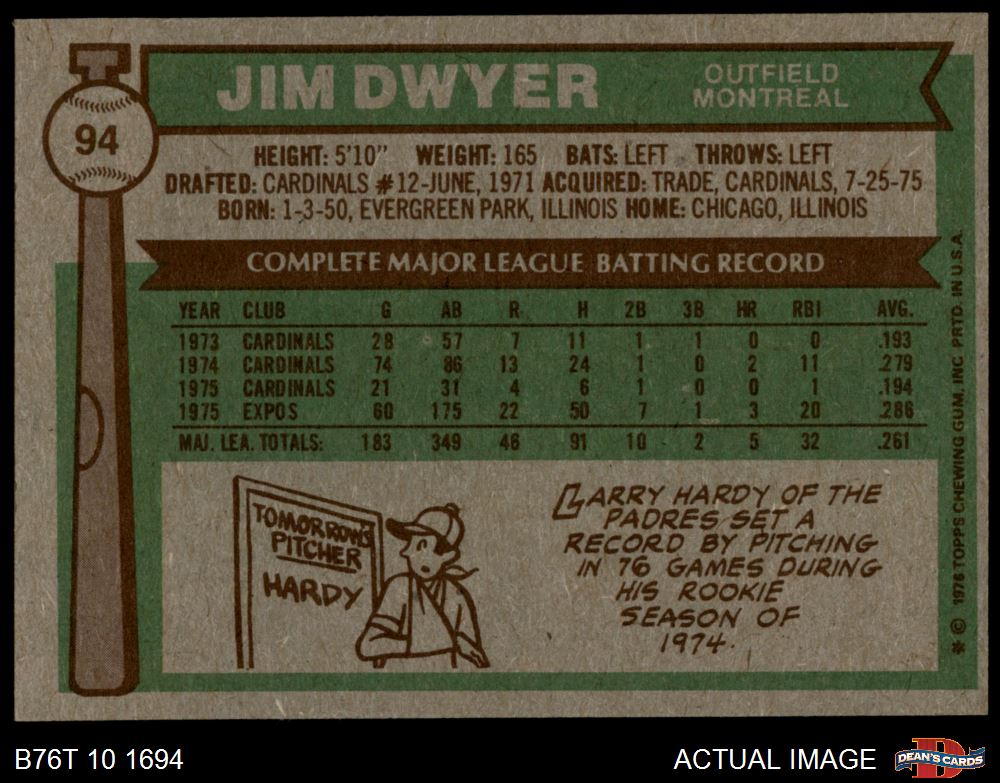 JIM DWYER
OUTFIELD
MONTREAL
94
HEIGHT: 5'10" WEIGHT: 165 BATS: LEFT THROWS: LEFT
DRAFTED: CARDINALS #12-JUNE, 1971 ACQUIRED: TRADE, CARDINALS, 7-25-75
BORN: 1-3-50, EVERGREEN PARK, ILLINOIS HOME: CHICAGO, ILLINOIS
COMPLETE MAJOR LEAGUE BATTING RECORD
YEAR CLUB G AB R H 2B 3B HR RBI AVG.
1973 CARDINALS 28 57 7 11 1 1 0 0 .193
1974 CARDINALS 74 86 13 24 1 0 2 11 .279
1975 CARDINALS 21 31 4 6 1 0 0 1 .194
1975 EXPOS 60 175 22 50 7 1 3 20 .286
MAJ. LEA. TOTALS: 183 349 46 91 10 2 5 32 .261
TOMORROW'S
PITCHER
HARDY
LARRY HARDY OF THE
PADRES SET A
RECORD BY PITCHING
IN 76 GAMES DURING
HIS ROOKIE
SEASON OF
1974.
* © 1976 TOPPS CHEWING GUM, INC. PRTD. IN U.S.A.
B76T 10 1694
ACTUAL IMAGE
D
DEAN'S CARDS